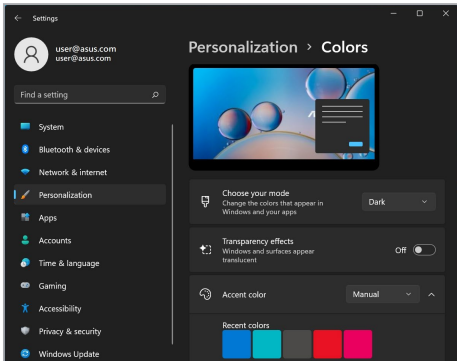 Settings
user@asus.com
user@asus.com
Find a setting
System
Bluetooth & devices
Network & internet
Personalization
Apps
Accounts
Time & language
Gaming
Accessibility
Privacy & security
Windows Update
Personalization > Colors
Choose your mode
Change the colors that appear in
Windows and your apps
Dark
Transparency effects
Windows and surfaces appear
translucent
Off
Accent color
Manual
Recent colors